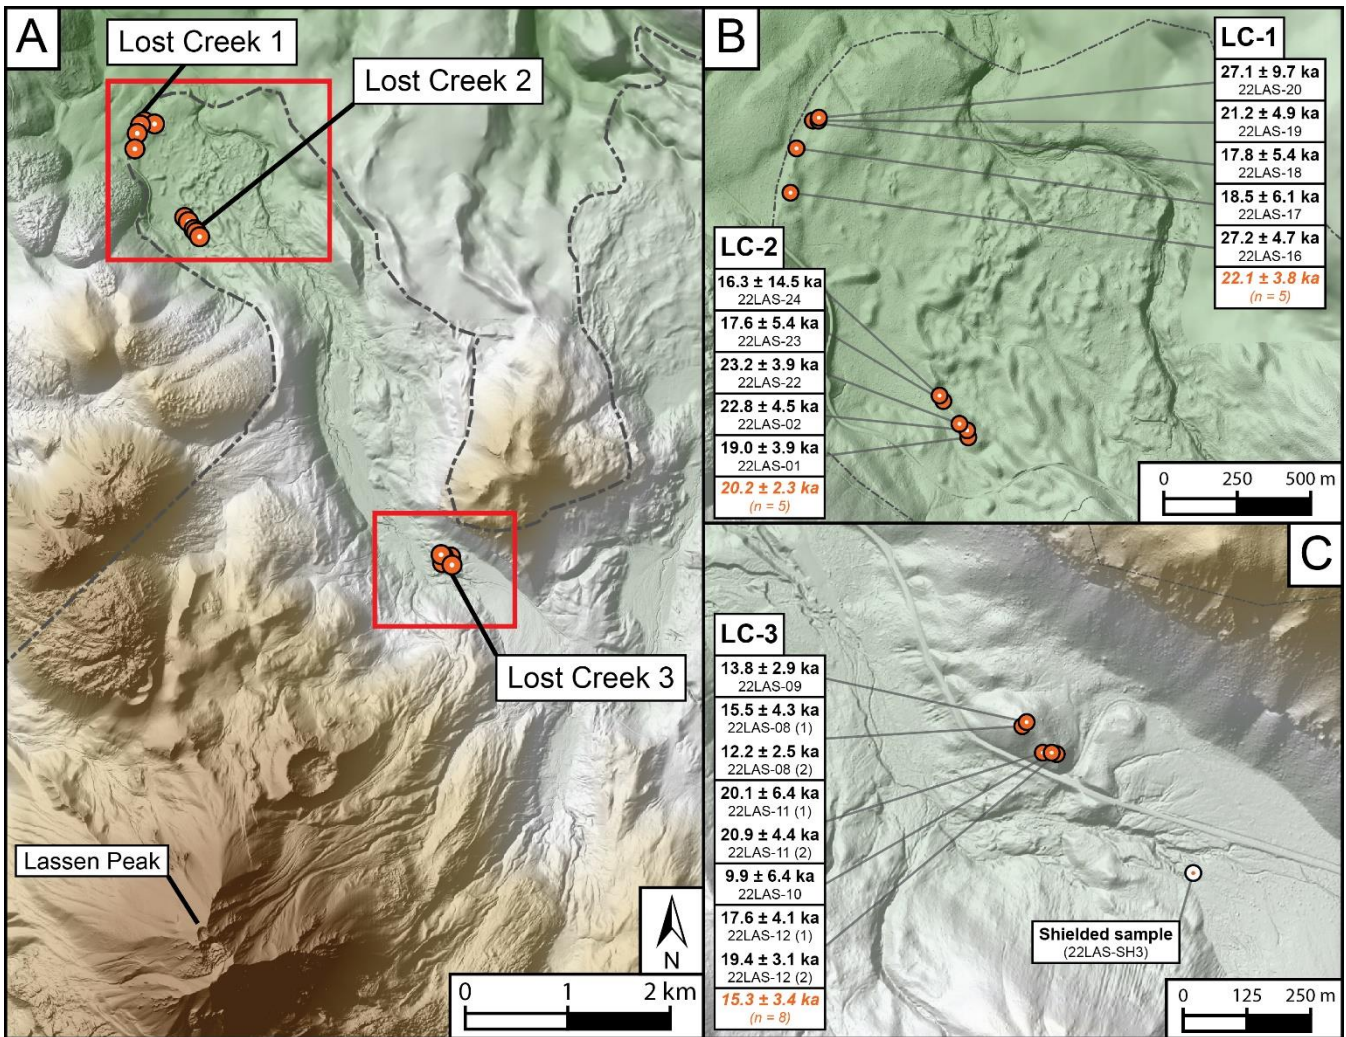 A
Lost Creek 1
Lost Creek 2
Lost Creek 3
Lassen Peak
N
0 1 2 km
B
LC-1
27.1 ± 9.7 ka
22LAS-20
21.2 ± 4.9 ka
22LAS-19
17.8 ± 5.4 ka
22LAS-18
18.5 ± 6.1 ka
22LAS-17
27.2 ± 4.7 ka
22LAS-16
22.1 ± 3.8 ka
(n = 5)
LC-2
16.3 ± 14.5 ka
22LAS-24
17.6 ± 5.4 ka
22LAS-23
23.2 ± 3.9 ka
22LAS-22
22.8 ± 4.5 ka
22LAS-02
19.0 ± 3.9 ka
22LAS-01
20.2 ± 2.3 ka
(n = 5)
0 250 500 m
C
LC-3
13.8 ± 2.9 ka
22LAS-09
15.5 ± 4.3 ka
22LAS-08 (1)
12.2 ± 2.5 ka
22LAS-08 (2)
20.1 ± 6.4 ka
22LAS-11 (1)
20.9 ± 4.4 ka
22LAS-11 (2)
9.9 ± 6.4 ka
22LAS-10
17.6 ± 4.1 ka
22LAS-12 (1)
19.4 ± 3.1 ka
22LAS-12 (2)
15.3 ± 3.4 ka
(n = 8)
Shielded sample
(22LAS-SH3)
0 125 250 m